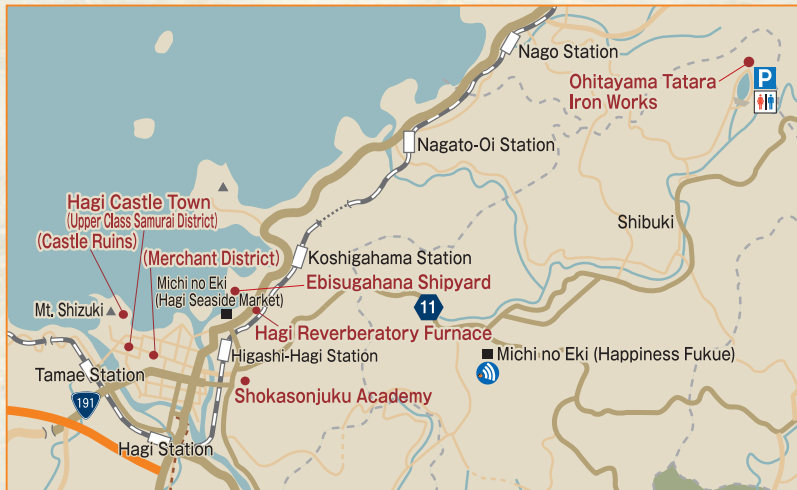 Nago Station
Ohitayama Tatara
Iron Works
P
Nagato-Oi Station
Hagi Castle Town
(Upper Class Samurai District)
(Castle Ruins)
(Merchant District)
Shibuki
Koshigahama Station
Michi no Eki
(Hagi Seaside Market)
Ebisugahana Shipyard
Mt. Shizuki
11
Hagi Reverberatory Furnace
Higashi-Hagi Station
Michi no Eki (Happiness Fukue)
Tamae Station
Shokasonjuku Academy
191
Hagi Station